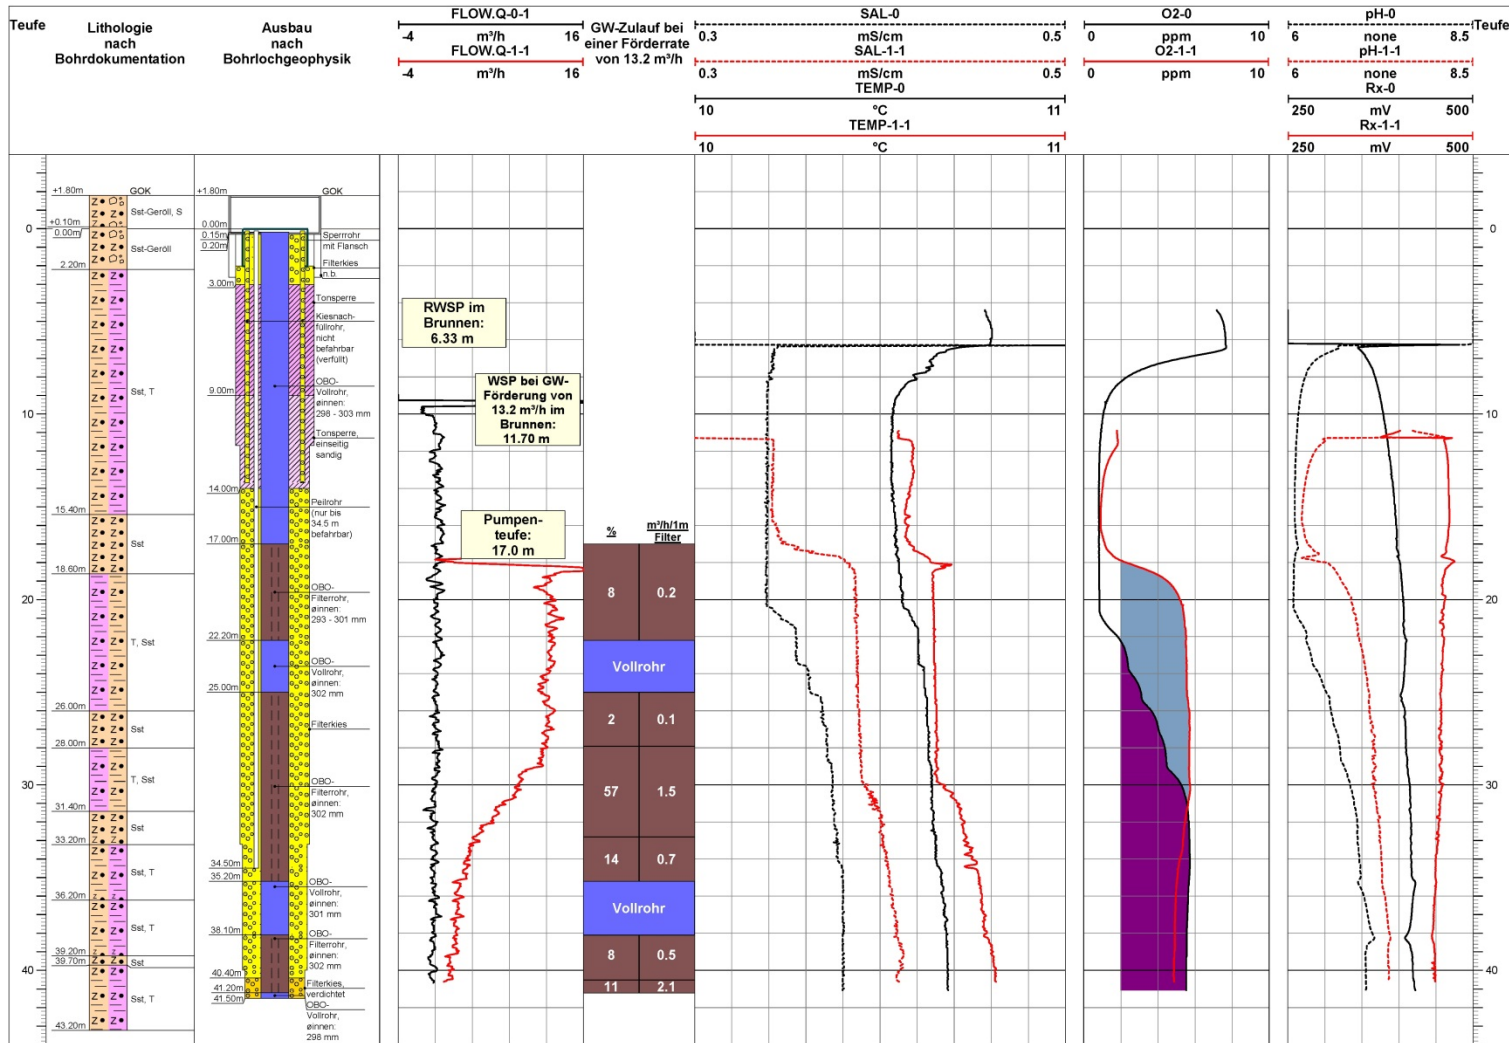 Teufe
Lithologie
nach
Bohrdokumentation
Ausbau
nach
Bohrlochgeophysik
FLOW.Q-0-1
-4 m³/h 16
FLOW.Q-1-1
-4 m³/h 16
GW-Zulauf bei
einer Förderrate
von 13.2 m³/h
SAL-0
0.3 mS/cm 0.5
SAL-1-1
0.3 mS/cm 0.5
TEMP-0
10 °C 11
TEMP-1-1
10 °C 11
O2-0
0 ppm 10
O2-1-1
0 ppm 10
pH-0
6 none 8.5
pH-1-1
6 none 8.5
Rx-0
250 mV 500
Rx-1-1
250 mV 500
Teufe
0
10
20
30
40
+1.80m GOK
Sst-Geröll, S
+0.10m
0.00m
Sst-Geröll
2.20m
Sst, T
15.40m
Sst
18.60m
T, Sst
26.00m
Sst
28.00m
T, Sst
31.40m
Sst
33.20m
Sst, T
36.20m
Sst, T
39.20m
39.70m
Sst
Sst, T
43.20m
+1.80m GOK
0.00m
0.15m
0.20m
3.00m
9.00m
14.00m
17.00m
22.20m
25.00m
34.50m
35.20m
38.10m
40.40m
41.20m
41.50m
Sperrrohr
mit Flansch
Filterkies
n.b.
Tonsperre
Kiesnach-
füllrohr,
nicht
befahrbar
(verfüllt)
OBO-
Vollrohr,
øinnen:
298 - 303 mm
Tonsperre,
einseitig
sandig
Peilrohr
(nur bis
34.5 m
befahrbar)
OBO-
Filterrohr,
øinnen:
293 - 301 mm
OBO-
Vollrohr,
øinnen:
302 mm
Filterkies
OBO-
Filterrohr,
øinnen:
302 mm
OBO-
Vollrohr,
øinnen:
301 mm
OBO-
Filterrohr,
øinnen:
302 mm
Filterkies,
verdichtet
OBO-
Vollrohr,
øinnen:
298 mm
RWSP im
Brunnen:
6.33 m
WSP bei GW-
Förderung von
13.2 m³/h im
Brunnen:
11.70 m
Pumpen-
teufe:
17.0 m
% m³/h/1m
Filter
8 0.2
Vollrohr
2 0.1
57 1.5
14 0.7
Vollrohr
8 0.5
11 2.1
0
10
20
30
40